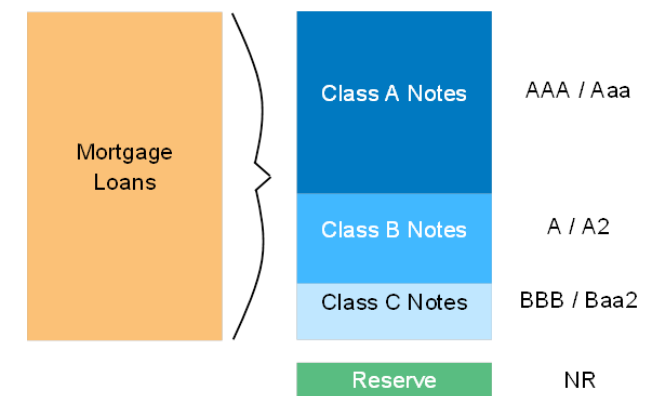 Mortgage
Loans
Class A Notes
AAA / Aaa
Class B Notes
A / A2
Class C Notes
BBB / Baa2
Reserve
NR